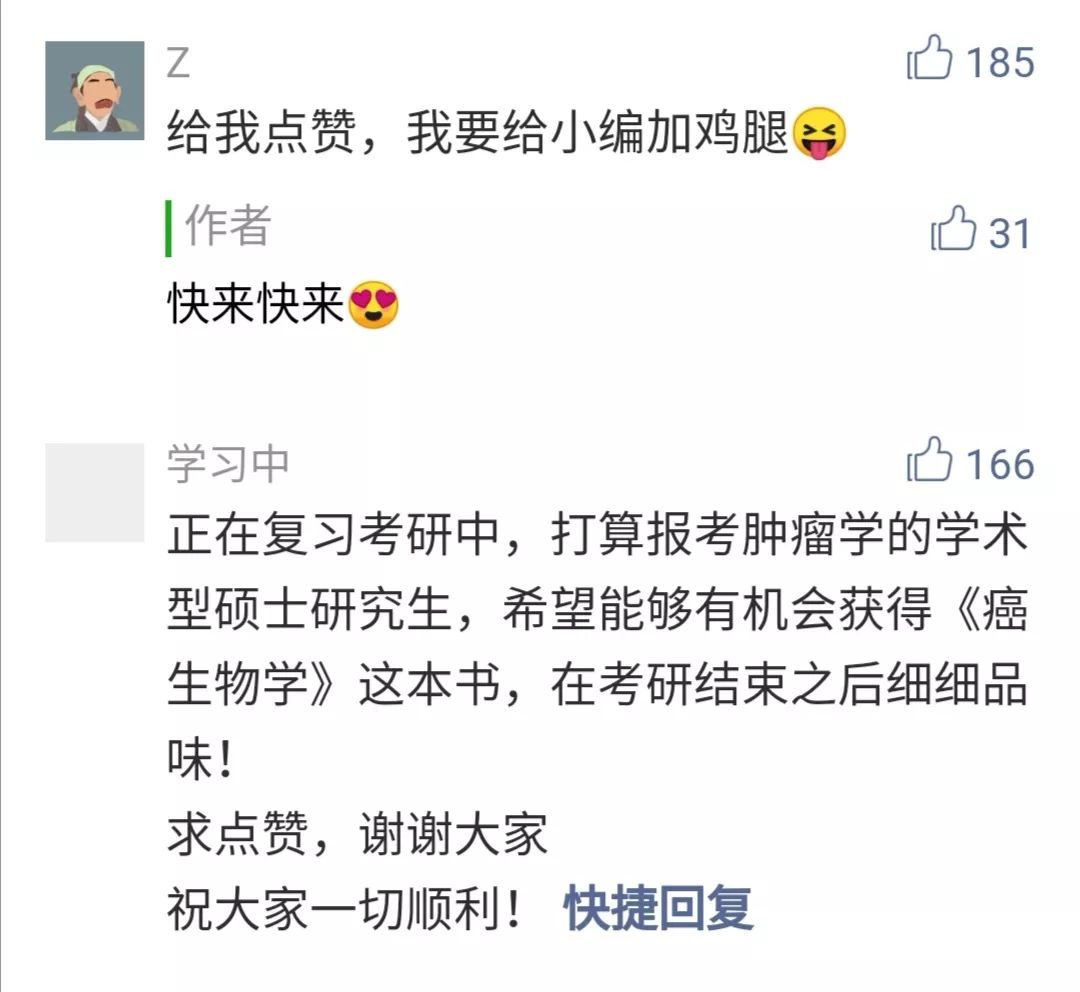 Z
185
给我点赞，我要给小编加鸡腿😝
作者
31
快来快来😍
学习中
166
正在复习考研中，打算报考肿瘤学的学术
型硕士研究生，希望能够有机会获得《癌
生物学》这本书，在考研结束之后细细品
味！
求点赞，谢谢大家
祝大家一切顺利！ 快捷回复